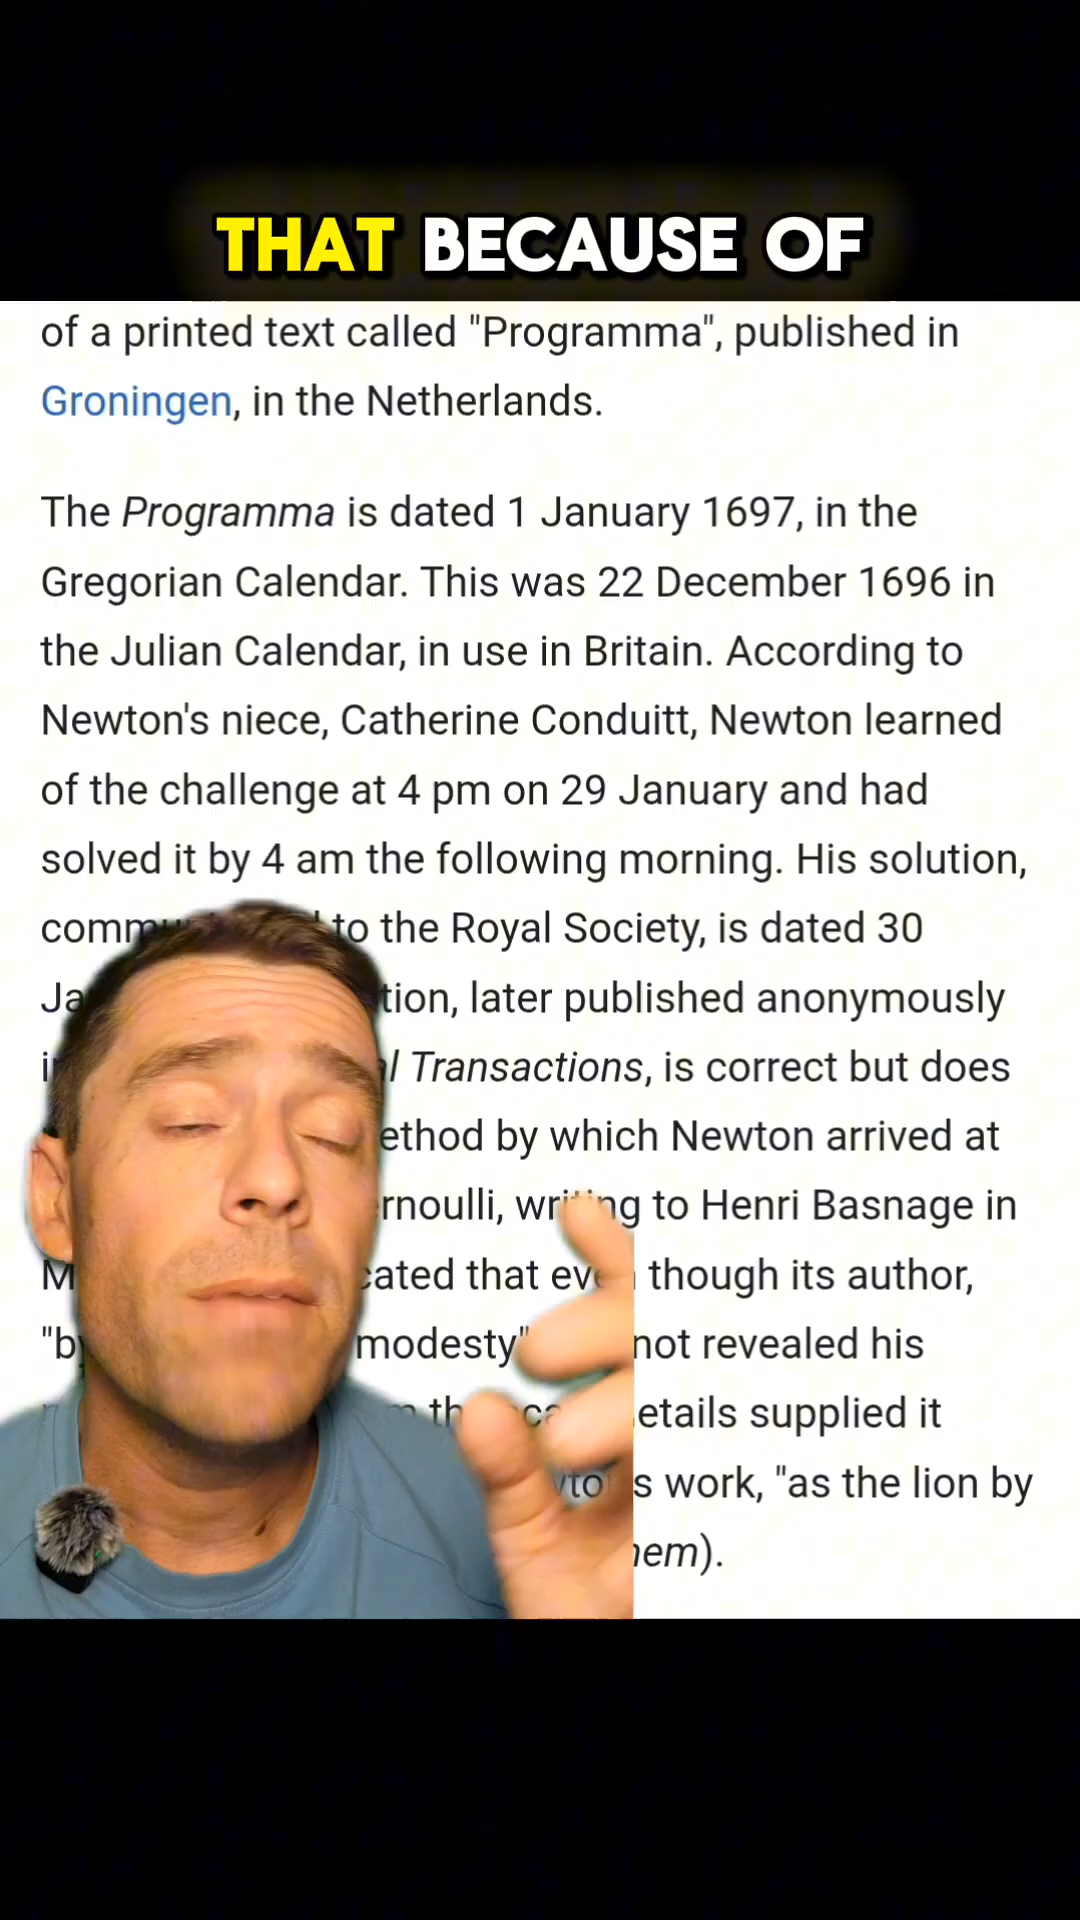 THAT BECAUSE OF
of a printed text called "Programma", published in
Groningen, in the Netherlands.
The Programma is dated 1 January 1697, in the
Gregorian Calendar. This was 22 December 1696 in
the Julian Calendar, in use in Britain. According to
Newton's niece, Catherine Conduitt, Newton learned
of the challenge at 4 pm on 29 January and had
solved it by 4 am the following morning. His solution,
to the Royal Society, is dated 30
later published anonymously
Transactions, is correct but does
by which Newton arrived at
writing to Henri Basnage in
that even though its author,
modesty" not revealed his
supplied it
work, "as the lion by